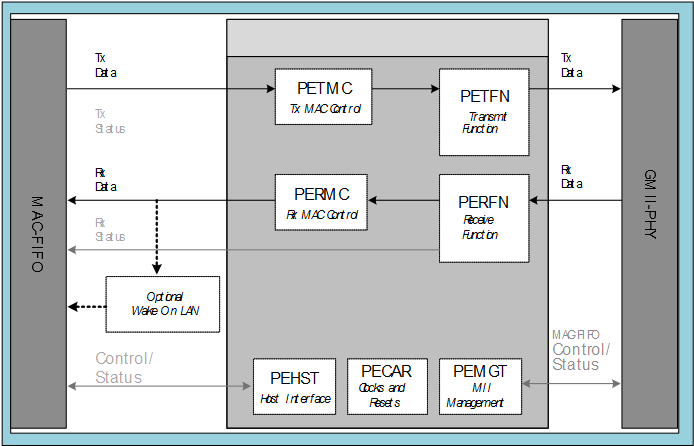 Tx
Data
PETMC
Tx MAC Control
PETFN
Transmt
Function
Tx
Data
Tx
Status
Rx
Data
PERMC
Rx MAC Control
PERFN
Receive
Function
Rx
Data
Rx
Status
MAC-FIFO
GMII-PHY
Optional
Wake On LAN
Control/
Status
PEHST
Host Interface
PECAR
Clocks and
Resets
PEMGT
MII
Management
MAC-FIFO
Control/
Status